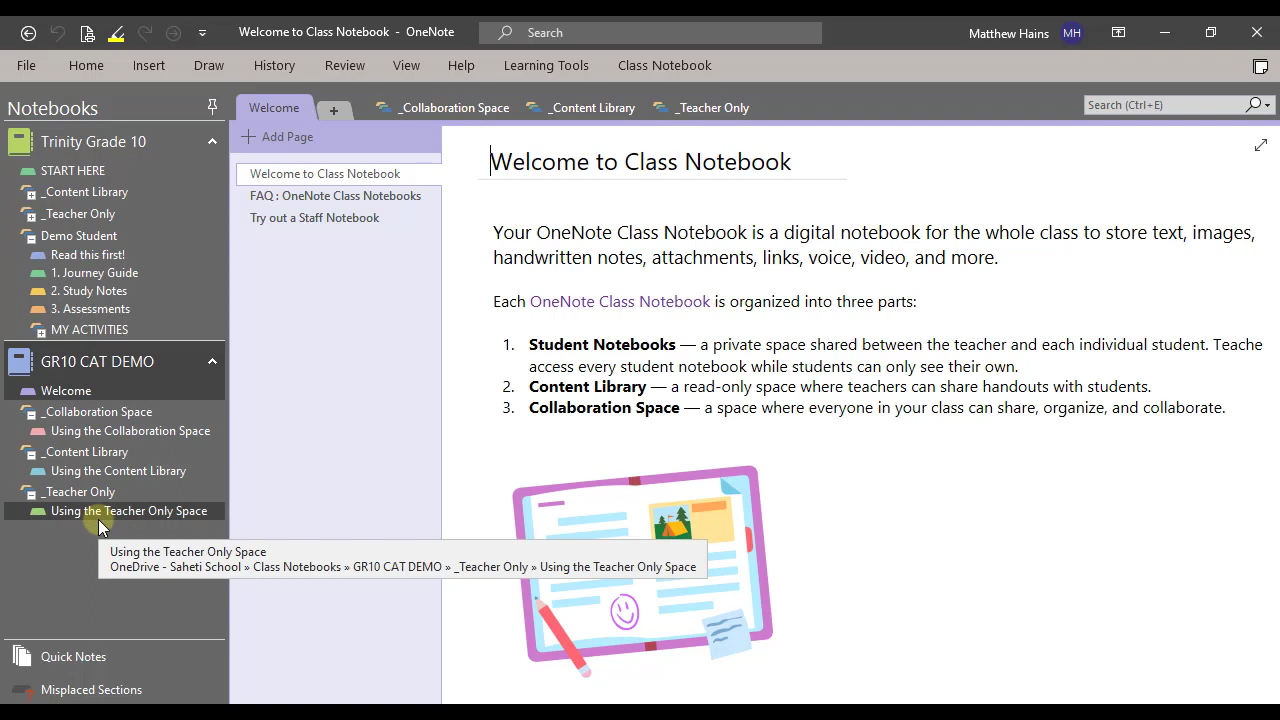 Welcome to Class Notebook - OneNote
Search
Matthew Hains
MH
File
Home
Insert
Draw
History
Review
View
Help
Learning Tools
Class Notebook
Notebooks
Welcome
+
_Collaboration Space
_Content Library
_Teacher Only
Search (Ctrl+E)
Trinity Grade 10
START HERE
_Content Library
_Teacher Only
Demo Student
Read this first!
1. Journey Guide
2. Study Notes
3. Assessments
MY ACTIVITIES
GR10 CAT DEMO
Welcome
_Collaboration Space
Using the Collaboration Space
_Content Library
Using the Content Library
_Teacher Only
Using the Teacher Only Space
Using the Teacher Only Space
OneDrive - Saheti School » Class Notebooks » GR10 CAT DEMO » _Teacher Only » Using the Teacher Only Space
Quick Notes
Misplaced Sections
Add Page
Welcome to Class Notebook
FAQ : OneNote Class Notebooks
Try out a Staff Notebook
Welcome to Class Notebook
Your OneNote Class Notebook is a digital notebook for the whole class to store text, images,
handwritten notes, attachments, links, voice, video, and more.
Each OneNote Class Notebook is organized into three parts:
1. Student Notebooks — a private space shared between the teacher and each individual student. Teache
access every student notebook while students can only see their own.
2. Content Library — a read-only space where teachers can share handouts with students.
3. Collaboration Space — a space where everyone in your class can share, organize, and collaborate.